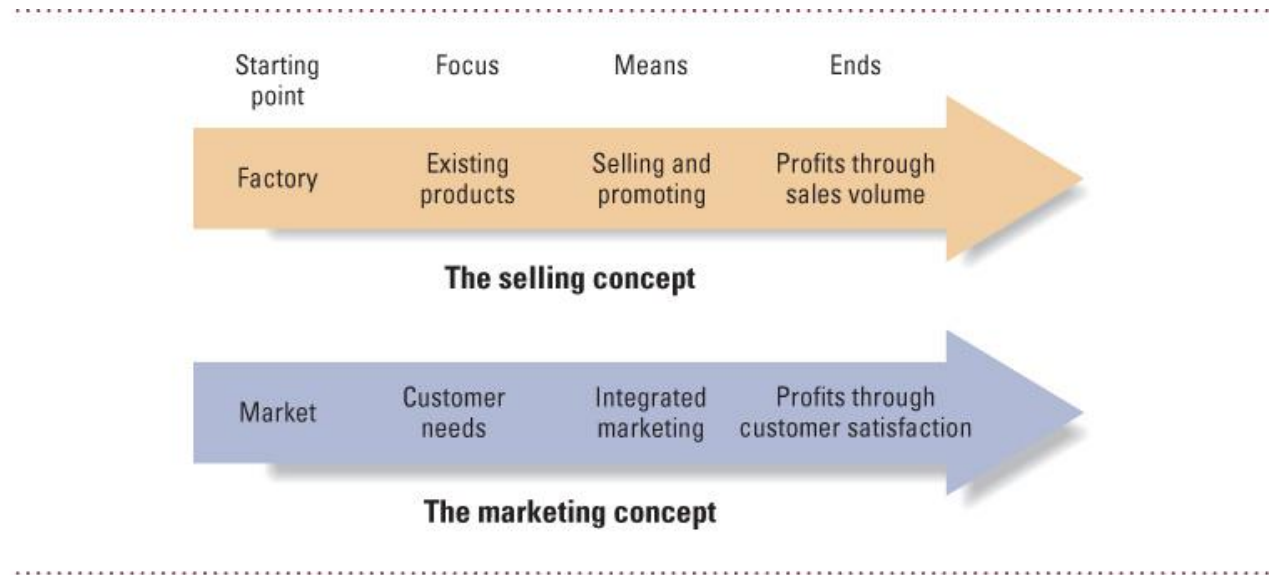 Starting point
Focus
Means
Ends
Factory
Existing products
Selling and promoting
Profits through sales volume
The selling concept
Market
Customer needs
Integrated marketing
Profits through customer satisfaction
The marketing concept